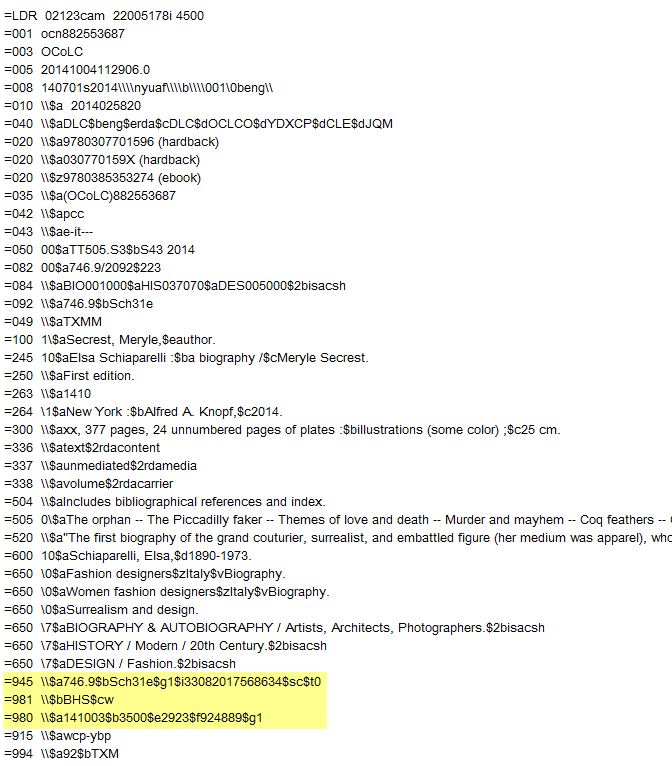 =LDR  02123cam  22005178i 4500
=001  ocn882553687
=003  OCoLC
=005  20141004112906.0
=008  140701s2014\\\\nyuaf\\\\b\\\\001\0beng\\
=010  \\$a  2014025820
=040  \\$aDLC$beng$erda$cDLC$dOCLCO$dYDXCP$dCLE$dJQM
=020  \\$a9780307701596 (hardback)
=020  \\$a030770159X (hardback)
=020  \\$z9780385353274 (ebook)
=035  \\$a(OCoLC)882553687
=042  \\$apcc
=043  \\$ae-it---
=050  00$aTT505.S3$bS43 2014
=082  00$a746.9/2092$223
=084  \\$aBIO001000$aHIS037070$aDES005000$2bisacsh
=092  \\$a746.9$bSch31e
=049  \\$aTXMM
=100  1\$aSecrest, Meryle,$eauthor.
=245  10$aElsa Schiaparelli :$ba biography /$cMeryle Secrest.
=250  \\$aFirst edition.
=263  \\$a1410
=264  \1$aNew York :$bAlfred A. Knopf,$c2014.
=300  \\$axx, 377 pages, 24 unnumbered pages of plates :$billustrations (some color) ;$c25 cm.
=336  \\$atext$2rdacontent
=337  \\$aunmediated$2rdamedia
=338  \\$avolume$2rdacarrier
=504  \\$aIncludes bibliographical references and index.
=505  0\$aThe orphan -- The Piccadilly faker -- Themes of love and death -- Murder and mayhem -- Coq feathers --
=520  \\$a"The first biography of the grand couturier, surrealist, and embattled figure (her medium was apparel), who
=600  10$aSchiaparelli, Elsa,$d1890-1973.
=650  \0$aFashion designers$zItaly$vBiography.
=650  \0$aWomen fashion designers$zItaly$vBiography.
=650  \0$aSurrealism and design.
=650  \7$aBIOGRAPHY & AUTOBIOGRAPHY / Artists, Architects, Photographers.$2bisacsh
=650  \7$aHISTORY / Modern / 20th Century.$2bisacsh
=650  \7$aDESIGN / Fashion.$2bisacsh
=945  \\$a746.9$bSch31e$g1$i33082017568634$sc$t0
=981  \\$bBHS$cw
=980  \\$a141003$b3500$e2923$f924889$g1
=915  \\$awcp-ybp
=994  \\$a92$bTXM